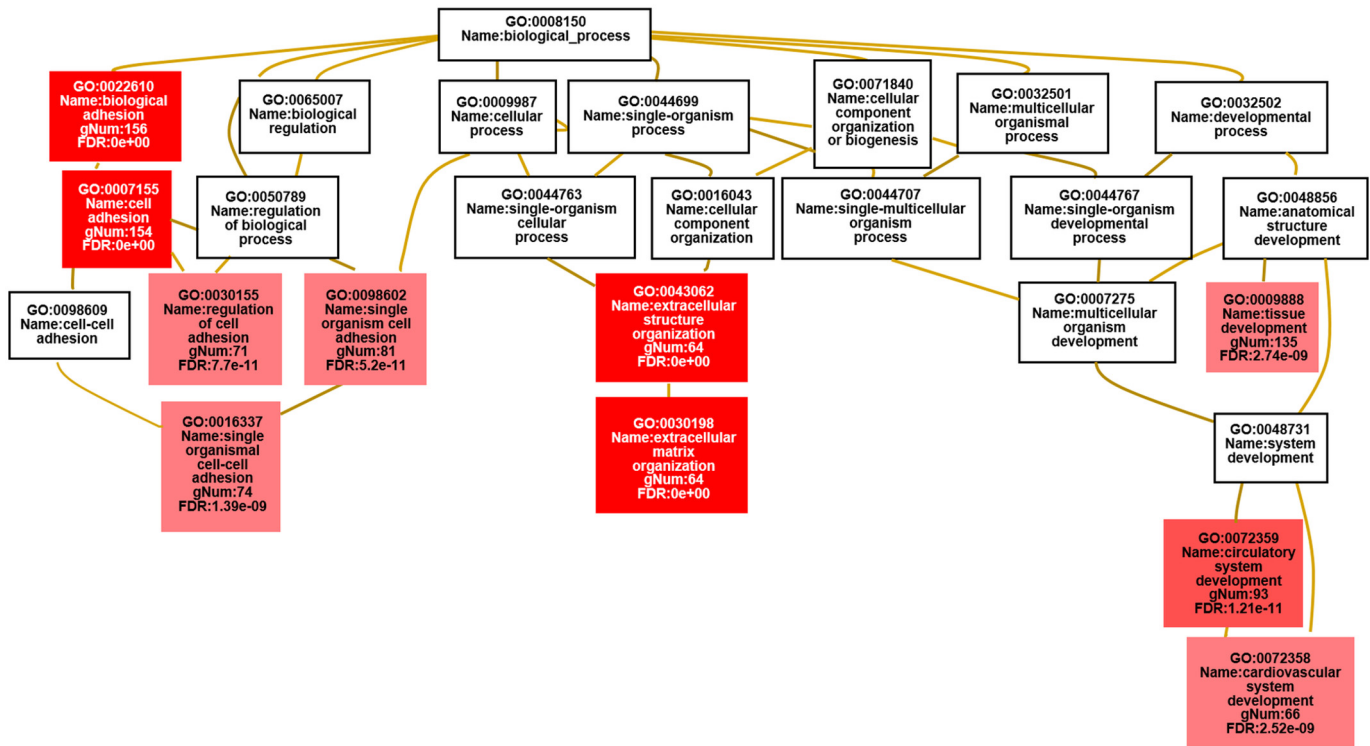 GO:0008150
Name:biological_process
GO:0022610
Name:biological
adhesion
gNum:156
FDR:0e+00
GO:0065007
Name:biological
regulation
GO:0009987
Name:cellular
process
GO:0044699
Name:single-organism
process
GO:0071840
Name:cellular
component
organization
or biogenesis
GO:0032501
Name:multicellular
organismal
process
GO:0032502
Name:developmental
process
GO:0007155
Name:cell
adhesion
gNum:154
FDR:0e+00
GO:0050789
Name:regulation
of biological
process
GO:0044763
Name:single-organism
cellular
process
GO:0016043
Name:cellular
component
organization
GO:0044707
Name:single-multicellular
organism
process
GO:0044767
Name:single-organism
developmental
process
GO:0048856
Name:anatomical
structure
development
GO:0098609
Name:cell-cell
adhesion
GO:0030155
Name:regulation
of cell
adhesion
gNum:71
FDR:7.7e-11
GO:0098602
Name:single
organism cell
adhesion
gNum:81
FDR:5.2e-11
GO:0043062
Name:extracellular
structure
organization
gNum:64
FDR:0e+00
GO:0007275
Name:multicellular
organism
development
GO:0009888
Name:tissue
development
gNum:135
FDR:2.74e-09
GO:0016337
Name:single
organismal
cell-cell
adhesion
gNum:74
FDR:1.39e-09
GO:0030198
Name:extracellular
matrix
organization
gNum:64
FDR:0e+00
GO:0048731
Name:system
development
GO:0072359
Name:circulatory
system
development
gNum:93
FDR:1.21e-11
GO:0072358
Name:cardiovascular
system
development
gNum:66
FDR:2.52e-09